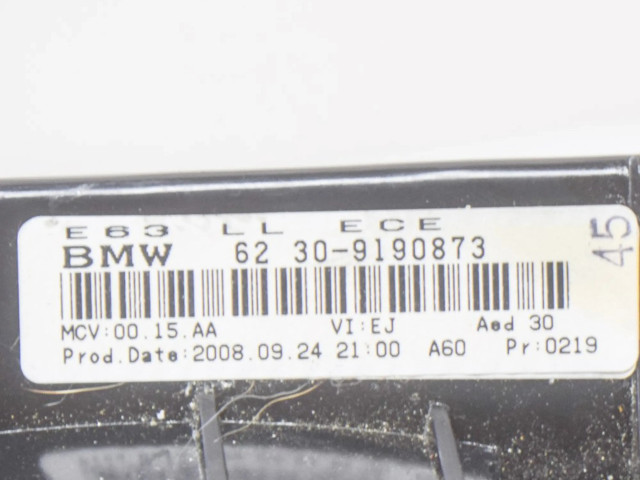 E63 LL ECE
BMW 62 30-9190873
45
MCV:00.15.AA VI:EJ Aed 30
Prod.Date:2008.09.24 21:00 A60 Pr:0219